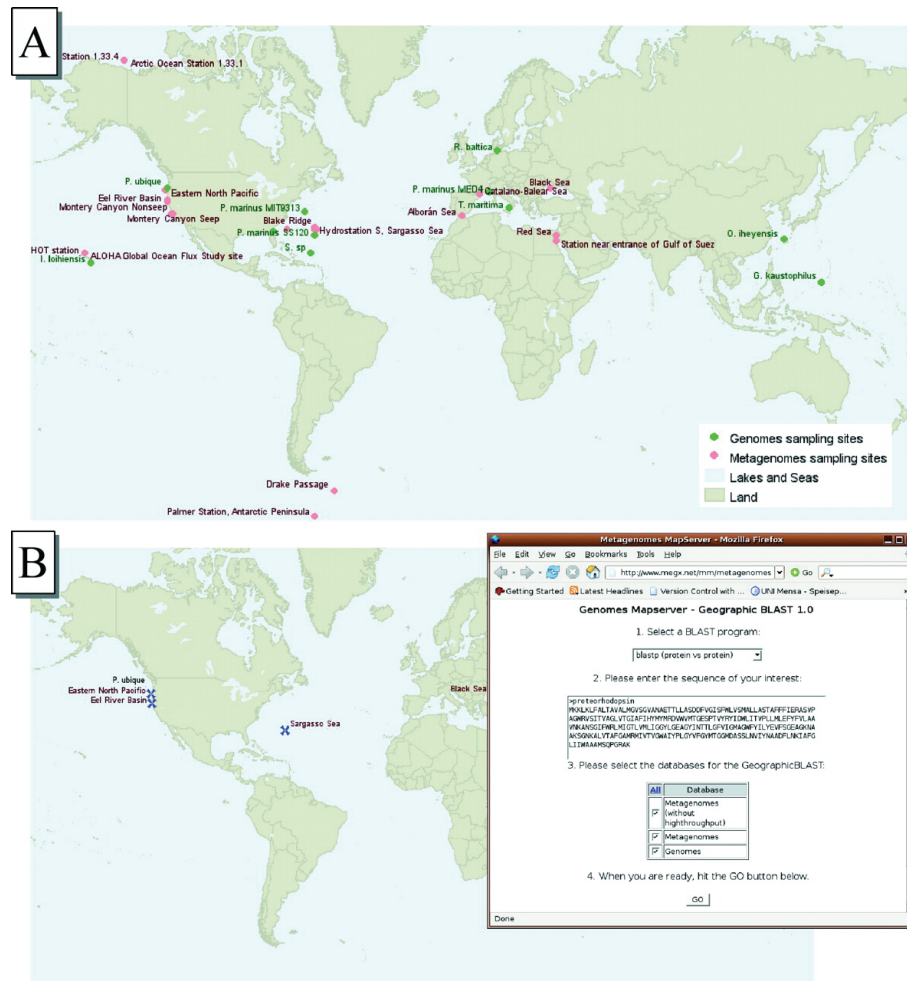 A
Station 1.33.4
Arctic Ocean Station 1.33.1
R. baltica
P. ubique
Eastern North Pacific
Eel River Basin
Montery Canyon Nonseep
Montery Canyon Seep
P. marinus MIT9313
Blake Ridge
P. marinus SS120
Hydrostation S, Sargasso Sea
S. sp
HOT station
ALOHA Global Ocean Flux Study site
I. loihiensis
P. marinus MED4
Catalano-Balear Sea
Black Sea
T. maritima
Alborán Sea
Red Sea
Station near entrance of Gulf of Suez
O. iheyensis
G. kaustophilus
Drake Passage
Palmer Station, Antarctic Peninsula
Genomes sampling sites
Metagenomes sampling sites
Lakes and Seas
Land
B
P. ubique
Eastern North Pacific
Eel River Basin
Sargasso Sea
Black Sea
Metagenomes MapServer - Mozilla Firefox
File Edit View Go Bookmarks Tools Help
http://www.megx.net/mm/metagenomes Go
Getting Started Latest Headlines Version Control with ... UNI Mensa - Speisep...
Genomes Mapserver - Geographic BLAST 1.0
1. Select a BLAST program:
blastp (protein vs protein)
2. Please enter the sequence of your interest:
>proteorhodopsin
3. Please select the databases for the GeographicBLAST:
All Database
Metagenomes
(without
highthroughput)
Metagenomes
Genomes
4. When you are ready, hit the GO button below.
GO
Done